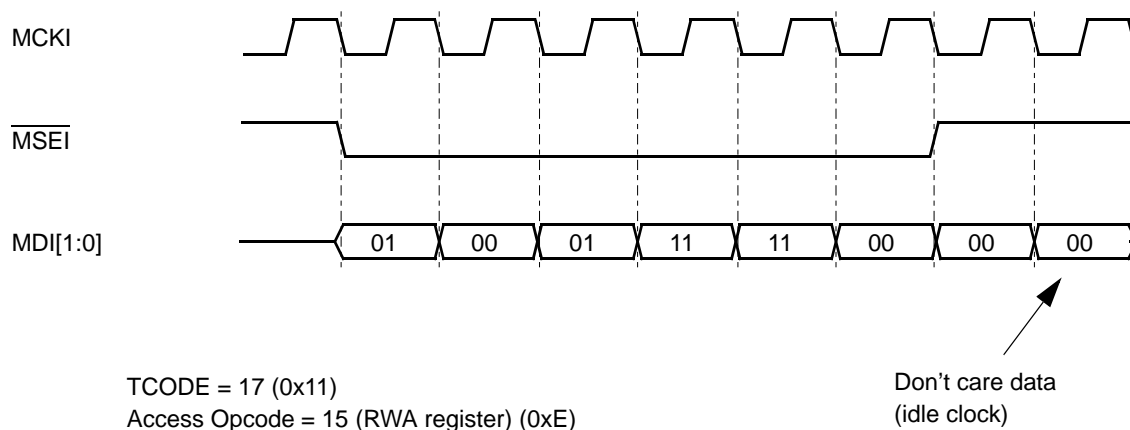 MCKI
MSEI
MDI[1:0]
01 00 01 11 11 00 00 00
TCODE = 17 (0x11)
Access Opcode = 15 (RWA register) (0xE)
Don’t care data
(idle clock)